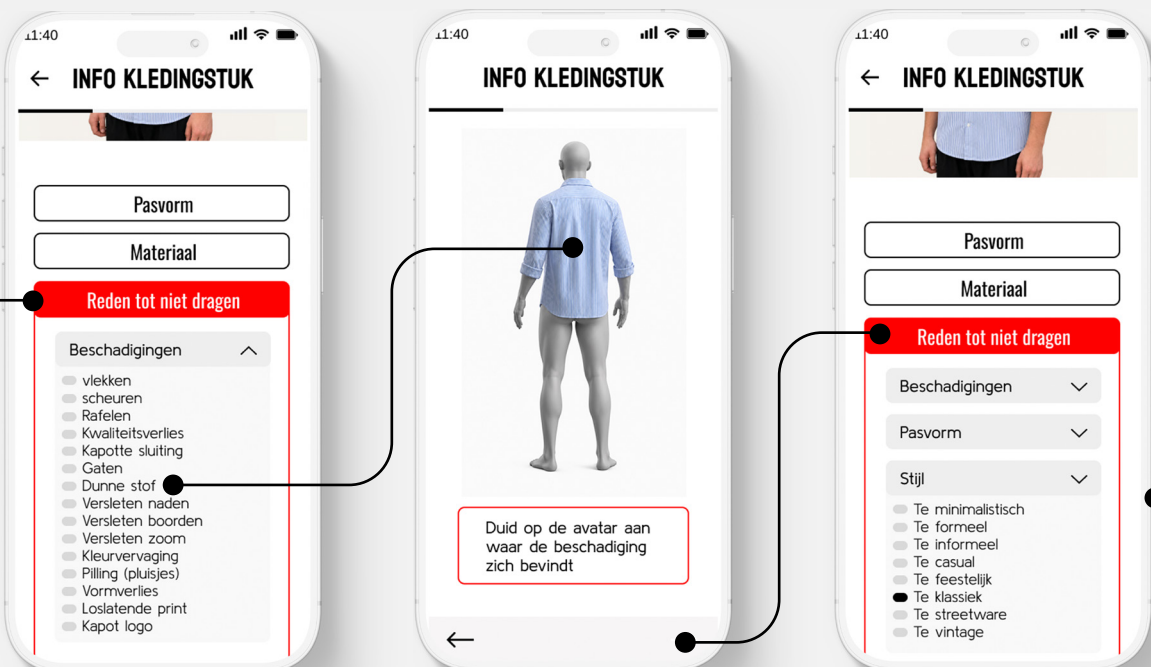 11:40
INFO KLEDINGSTUK
Pasvorm
Materiaal
Reden tot niet dragen
Beschadigingen
vlekken
scheuren
Rafelen
Kwaliteitsverlies
Kapotte sluiting
Gaten
Dunne stof
Versleten naden
Versleten boorden
Versleten zoom
Kleurvervaging
Pilling (pluisjes)
Vormverlies
Loslatende print
Kapot logo
11:40
INFO KLEDINGSTUK
Duid op de avatar aan
waar de beschadiging
zich bevindt
11:40
INFO KLEDINGSTUK
Pasvorm
Materiaal
Reden tot niet dragen
Beschadigingen
Pasvorm
Stijl
Te minimalistisch
Te formeel
Te informeel
Te casual
Te feestelijk
Te klassiek
Te streetware
Te vintage